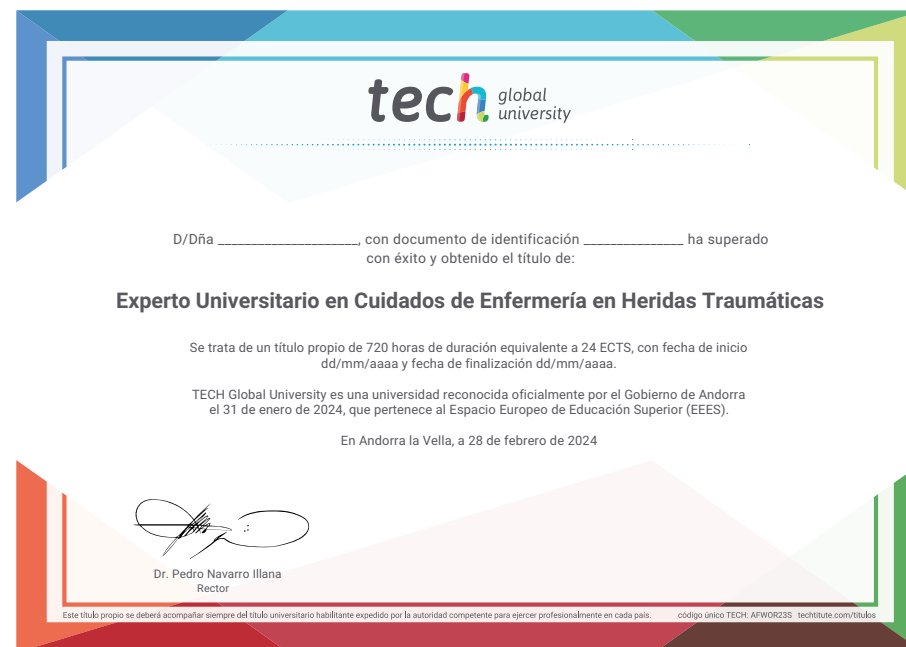 tech global university
D/Dña _____________________, con documento de identificación _______________ ha superado
con éxito y obtenido el título de:
Experto Universitario en Cuidados de Enfermería en Heridas Traumáticas
Se trata de un título propio de 720 horas de duración equivalente a 24 ECTS, con fecha de inicio
dd/mm/aaaa y fecha de finalización dd/mm/aaaa.
TECH Global University es una universidad reconocida oficialmente por el Gobierno de Andorra
el 31 de enero de 2024, que pertenece al Espacio Europeo de Educación Superior (EEES).
En Andorra la Vella, a 28 de febrero de 2024
Dr. Pedro Navarro Illana
Rector
Este título propio se deberá acompañar siempre del título universitario habilitante expedido por la autoridad competente para ejercer profesionalmente en cada país. código único TECH: AFWOR23S techtitute.com/titulos